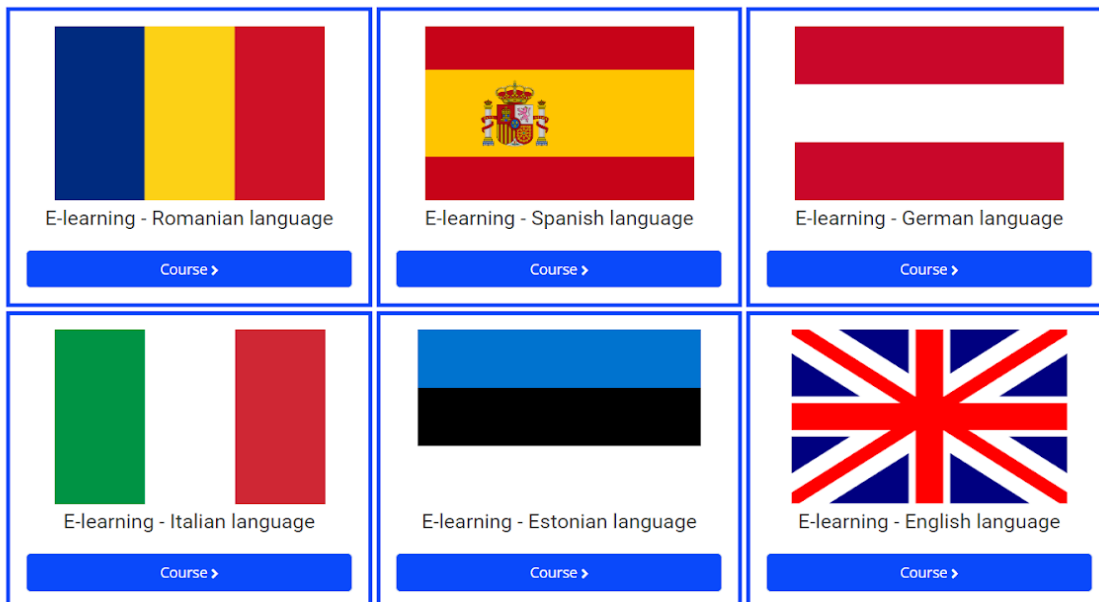 E-learning - Romanian language
Course
E-learning - Spanish language
Course
E-learning - German language
Course
E-learning - Italian language
Course
E-learning - Estonian language
Course
E-learning - English language
Course